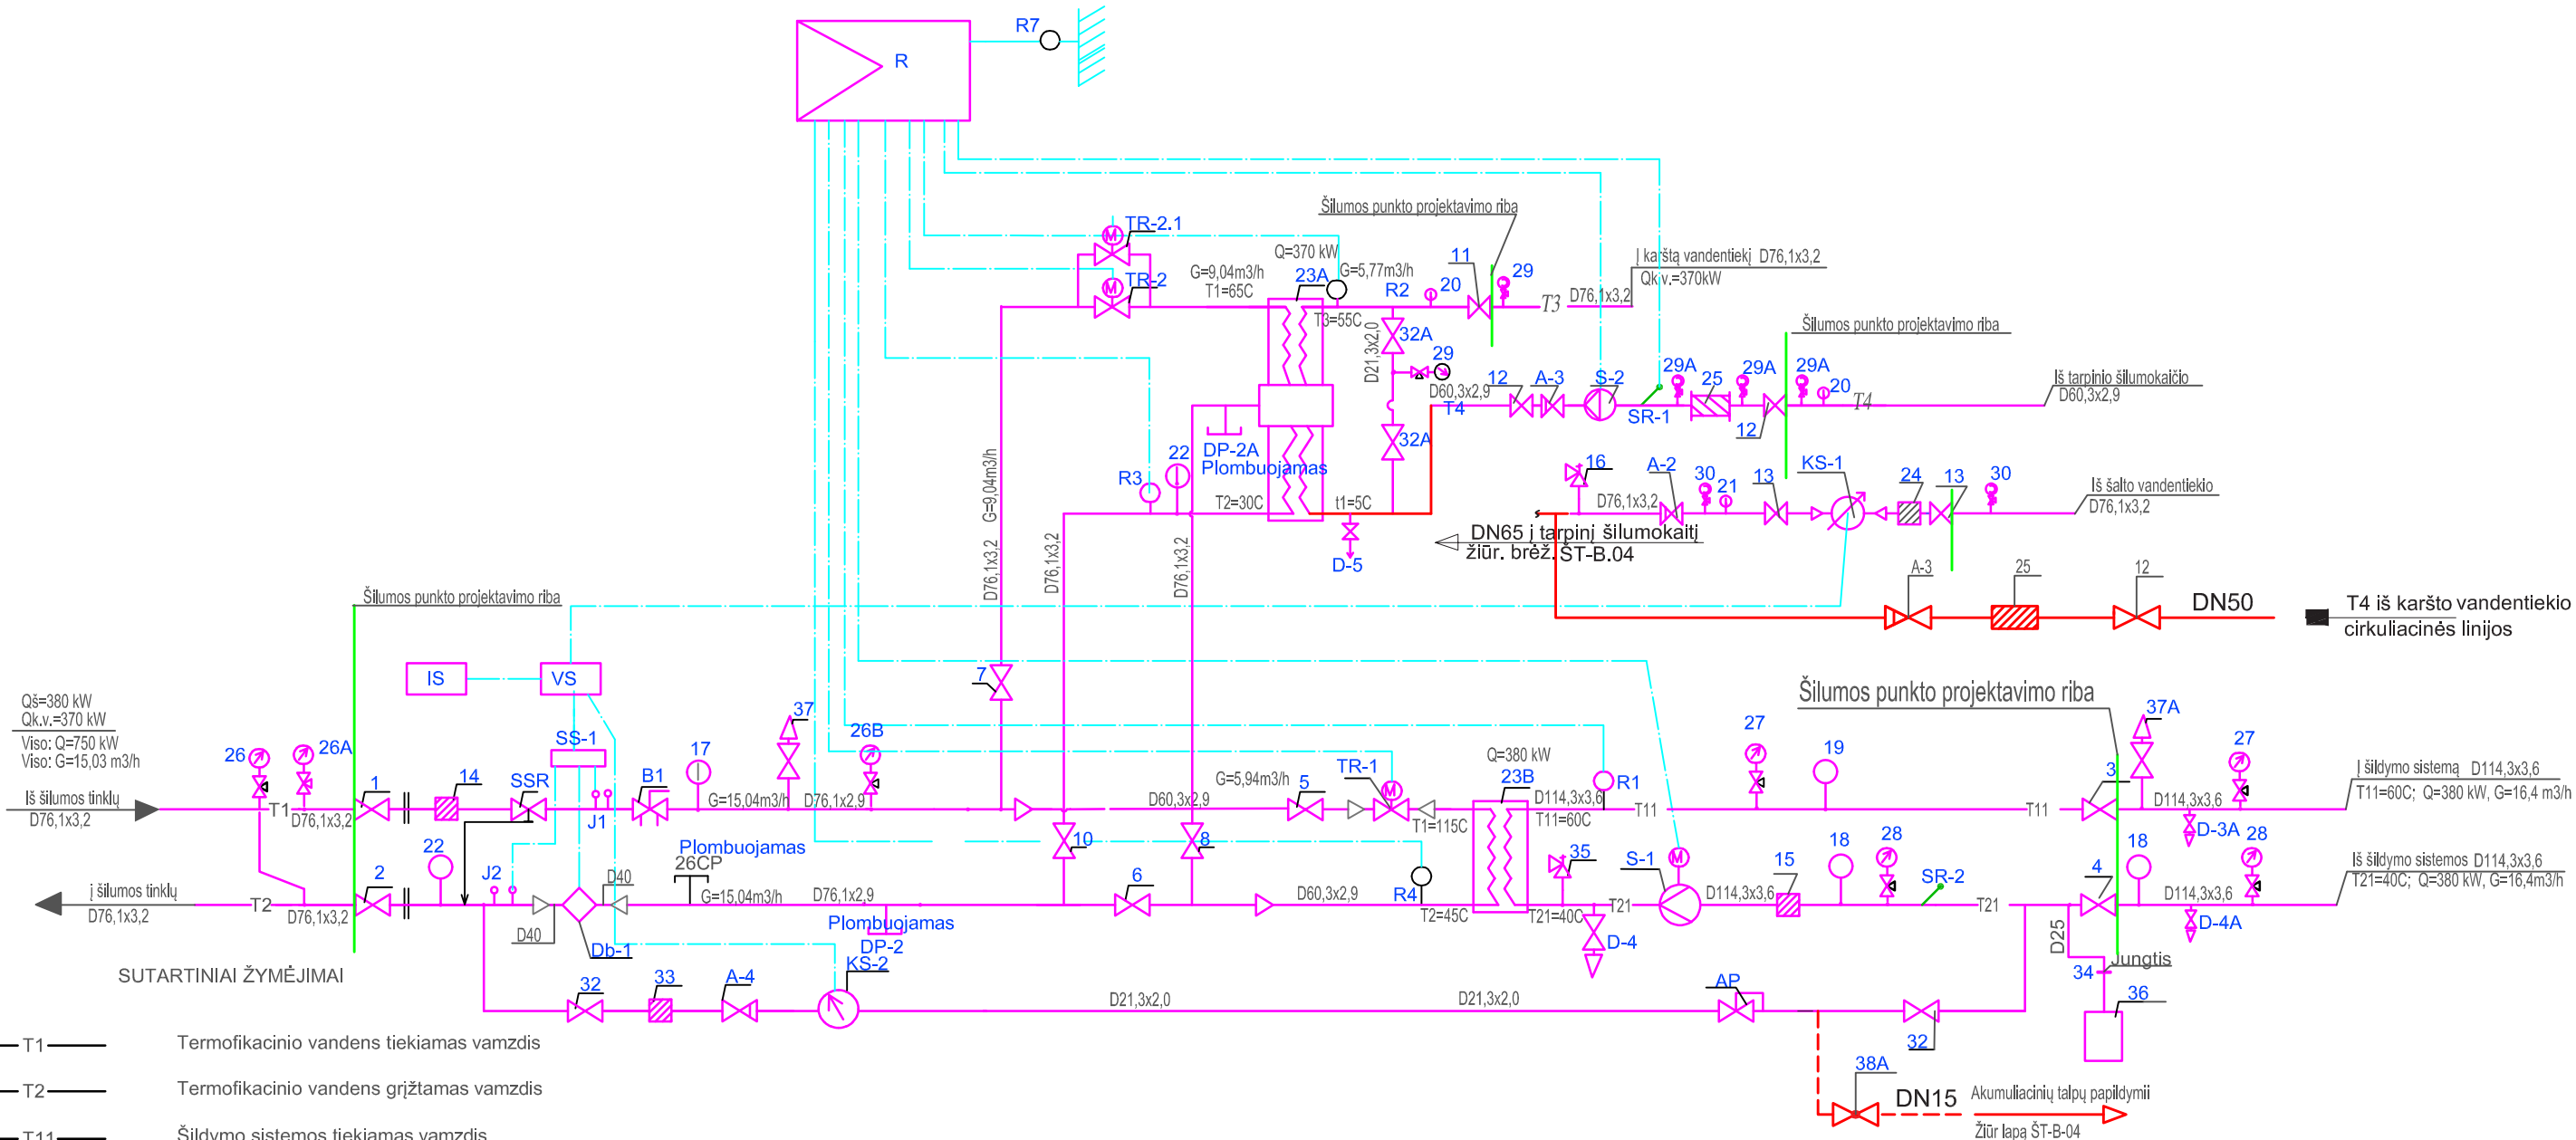 R7
R
Šilumos punkto projektavimo riba
TR-2.1
Q=370 kW
Į karštą vandentiekį D76,1x3,2
Qk.v.=370kW
G=9,04m3/h
T1=65C
23A
G=5,77m3/h
11
29
TR-2
R2
20
T3
D76,1x3,2
T3=55C
Šilumos punkto projektavimo riba
32A
D21,3x2,0
29
12
A-3
S-2
29A
25
29A
29A
20
Iš tarpinio šilumokaičio
D60,3x2,9
D60,3x2,9
T4
SR-1
T4
12
32A
DP-2A
Plombuojamas
22
R3
16
A-2
30
21
13
KS-1
24
13
30
Iš šalto vandentiekio
D76,1x3,2
D76,1x3,2
T2=30C
t1=5C
G=9,04m3/h
D76,1x3,2
D76,1x3,2
D76,1x3,2
DN65 į tarpinį šilumokaitį
žiūr. brėž. ŠT-B.04
D-5
A-3
25
12
DN50
T4 iš karšto vandentiekio
cirkuliacinės linijos
Šilumos punkto projektavimo riba
IS
VS
7
Qš=380 kW
Qk.v.=370 kW
Viso: Q=750 kW
Viso: G=15,03 m3/h
Šilumos punkto projektavimo riba
26
26A
1
14
SSR
SS-1
B1
17
37
26B
M
M
M
M
Q=380 kW
G=5,94m3/h
5
TR-1
23B
R1
27
19
37A
3
27
Į šildymo sistemą D114,3x3,6
T11=60C; Q=380 kW, G=16,4 m3/h
Iš šilumos tinklų
D76,1x3,2
T1
D76,1x3,2
J1
G=15,04m3/h
D76,1x2,9
D60,3x2,9
T1=115C
D114,3x3,6
T11=60C
T11
T11
D114,3x3,6
D-3A
22
2
J2
Plombuojamas
26CP
10
8
6
35
S-1
15
18
28
SR-2
4
18
28
Iš šildymo sistemos D114,3x3,6
T21=40C; Q=380 kW, G=16,4m3/h
į šilumos tinklų
D76,1x3,2
T2
D76,1x3,2
D40
D40
Db-1
G=15,04m3/h
D76,1x2,9
Plombuojamas
DP-2
D60,3x2,9
R4
T2=45C
T21=40C
T21
D114,3x3,6
T21
D114,3x3,6
D-4A
D-4
D25
Jungtis
34
36
SUTARTINIAI ŽYMĖJIMAI
32
33
A-4
KS-2
D21,3x2,0
D21,3x2,0
AP
32
T1 Termofikacinio vandens tiekiamas vamzdis
T2 Termofikacinio vandens grįžtamas vamzdis
T11 Šildymo sistemos tiekiamas vamzdis
38A
DN15
Akumuliacinių talpų papildymii
Žiūr lapą ŠT-B-04